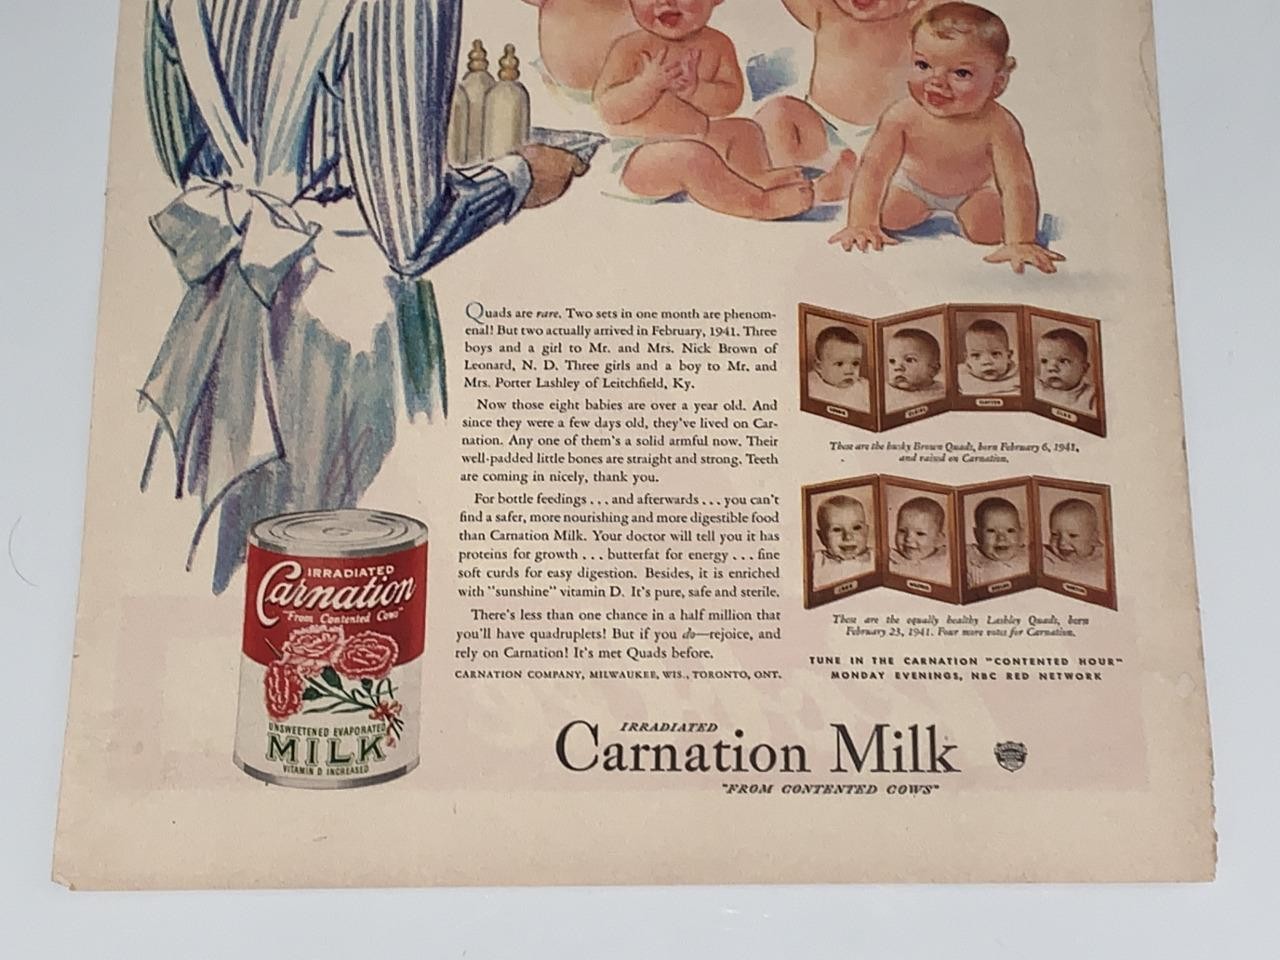 Quads are rare. Two sets in one month are phenom-
enal! But two actually arrived in February, 1941. Three
boys and a girl to Mr. and Mrs. Nick Brown of
Leonard, N. D. Three girls and a boy to Mr. and
Mrs. Porter Lashley of Leitchfield, Ky.
Now those eight babies are over a year old. And
since they were a few days old, they've lived on Car-
nation. Any one of them's a solid armful now. Their
well-padded little bones are straight and strong. Teeth
are coming in nicely, thank you.
For bottle feedings . . . and afterwards . . . you can't
find a safer, more nourishing and more digestible food
than Carnation Milk. Your doctor will tell you it has
proteins for growth . . . butterfat for energy . . . fine
soft curds for easy digestion. Besides, it is enriched
with "sunshine" vitamin D. It's pure, safe and sterile.
There's less than one chance in a half million that
you'll have quadruplets! But if you do—rejoice, and
rely on Carnation! It's met Quads before.
CARNATION COMPANY, MILWAUKEE, WIS., TORONTO, ONT.
These are the husky Brown Quads, born February 6, 1941,
and raised on Carnation.
These are the equally healthy Lashley Quads, born
February 23, 1941. Four more votes for Carnation.
TUNE IN THE CARNATION "CONTENTED HOUR"
MONDAY EVENINGS, NBC RED NETWORK
IRRADIATED
Carnation
"From Contented Cows"
UNSWEETENED EVAPORATED
MILK
VITAMIN D INCREASED
IRRADIATED
Carnation Milk
"FROM CONTENTED COWS"